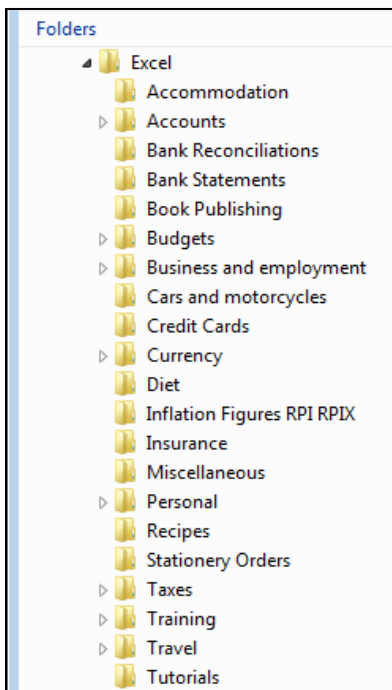 Folders
Excel
Accommodation
Accounts
Bank Reconciliations
Bank Statements
Book Publishing
Budgets
Business and employment
Cars and motorcycles
Credit Cards
Currency
Diet
Inflation Figures RPI RPIX
Insurance
Miscellaneous
Personal
Recipes
Stationery Orders
Taxes
Training
Travel
Tutorials